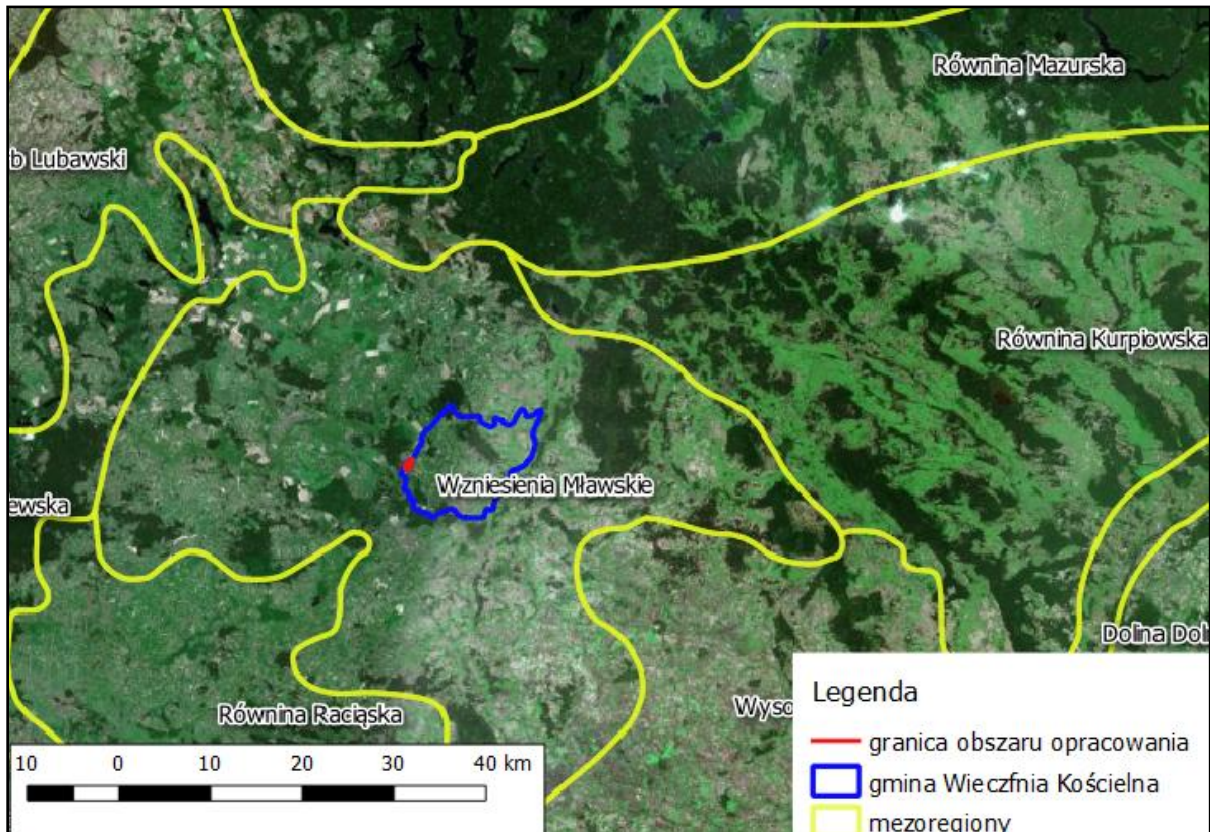 Równina Mazurska
b Lubawski
Równina Kurpiowska
Wzniesienia Mławskie
ewska
Dolina Dol
Równina Raciąska
Wyso
Legenda
granica obszaru opracowania
gmina Wieczfnia Kościelna
mezoregiony
10 0 10 20 30 40 km